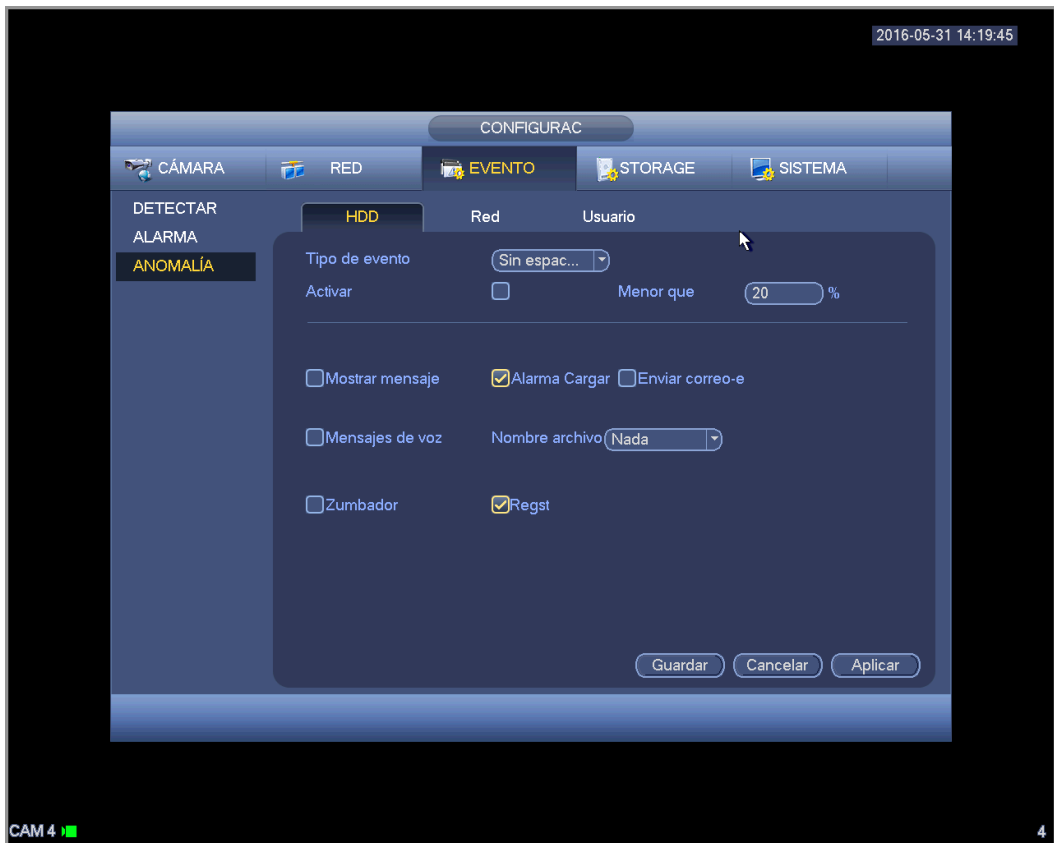 2016-05-31 14:19:45
CONFIGURAC
CÁMARA RED EVENTO STORAGE SISTEMA
DETECTAR
ALARMA
ANOMALÍA
HDD Red Usuario
Tipo de evento Sin espac...
Activar Menor que 20 %
Mostrar mensaje Alarma Cargar Enviar correo-e
Mensajes de voz Nombre archivo Nada
Zumbador Regst
Guardar Cancelar Aplicar
CAM 4 4